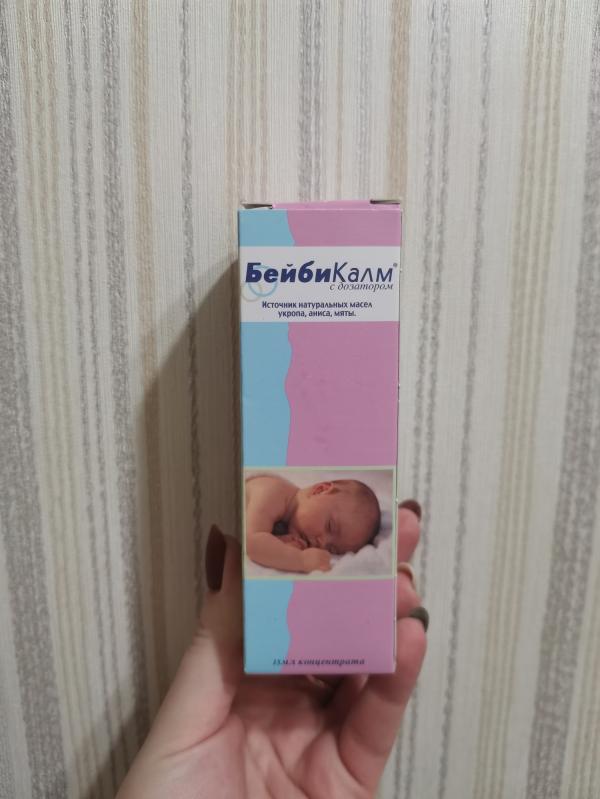 БейбиКалм®
с дозатором
Источник натуральных масел
укропа, аниса, мяты.
15мл концентрата